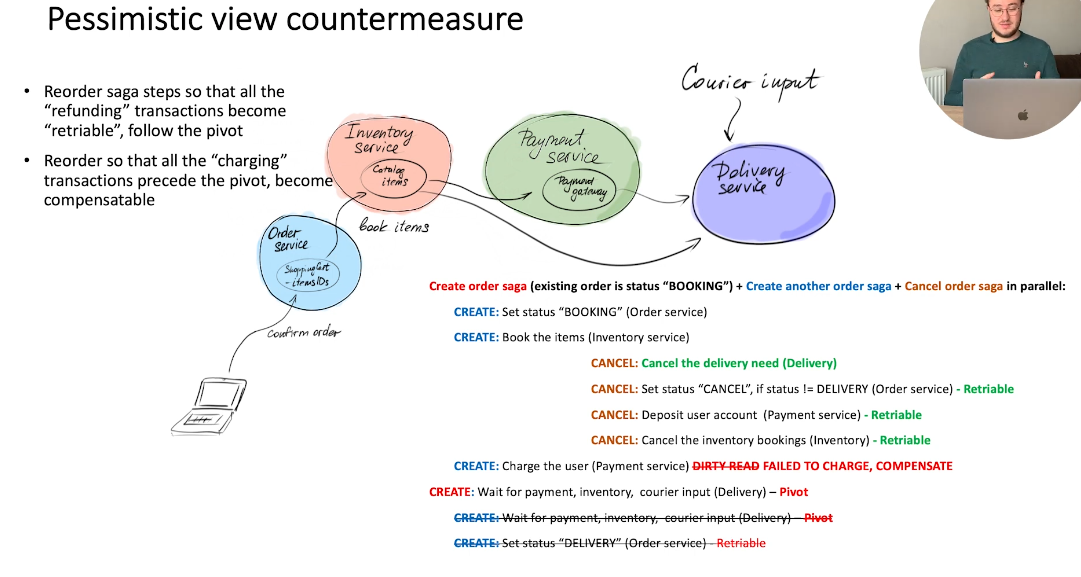 Pessimistic view countermeasure
• Reorder saga steps so that all the
“refunding” transactions become
“retriable”, follow the pivot
• Reorder so that all the “charging”
transactions precede the pivot, become
compensatable
Courier input
Inventory
Service
Catalog
items
Payment
service
Payment
gateway
Delivery
service
book items
Order
service
ShoppingCart
- itemsIDs
confirm order
Create order saga (existing order is status “BOOKING”) + Create another order saga + Cancel order saga in parallel:
CREATE: Set status “BOOKING” (Order service)
CREATE: Book the items (Inventory service)
CANCEL: Cancel the delivery need (Delivery)
CANCEL: Set status “CANCEL”, if status != DELIVERY (Order service) - Retriable
CANCEL: Deposit user account (Payment service) - Retriable
CANCEL: Cancel the inventory bookings (Inventory) - Retriable
CREATE: Charge the user (Payment service) DIRTY READ FAILED TO CHARGE, COMPENSATE
CREATE: Wait for payment, inventory, courier input (Delivery) – Pivot
CREATE: Wait for payment, inventory, courier input (Delivery) – Pivot
CREATE: Set status “DELIVERY” (Order service) - Retriable